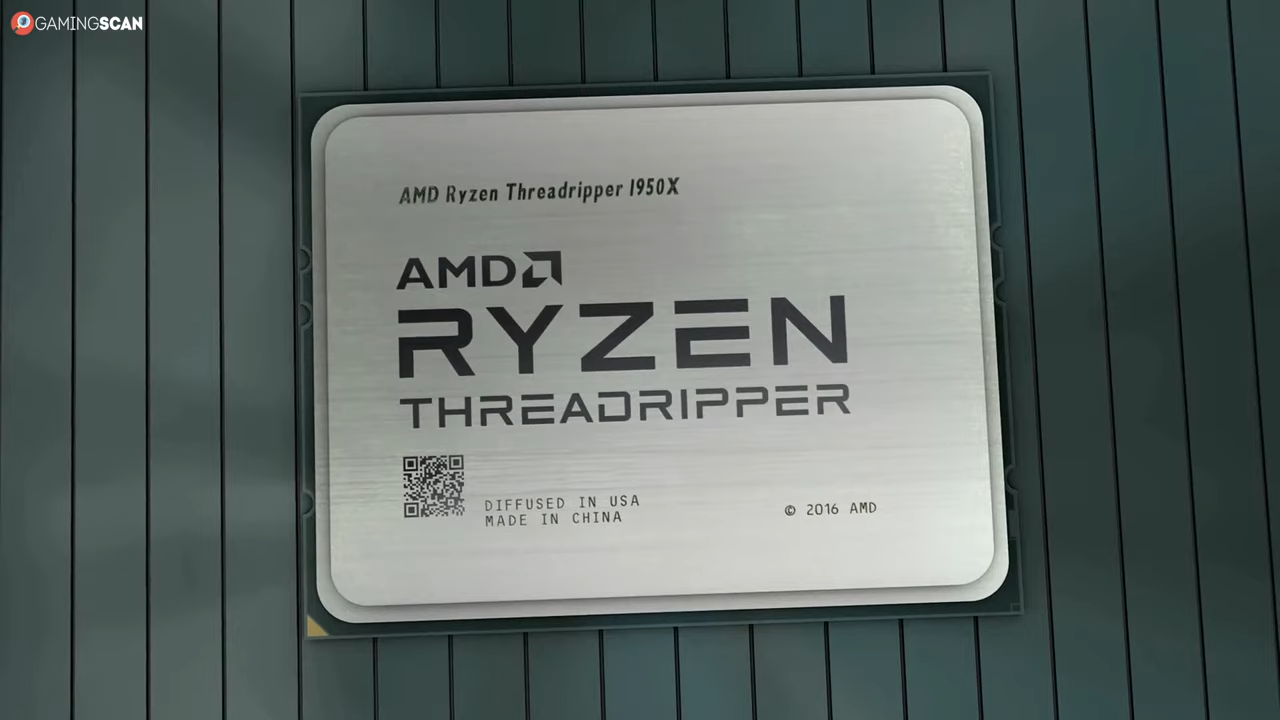 GAMINGSCAN
AMD Ryzen Threadripper 1950X
AMD
RYZEN
THREADRIPPER
DIFFUSED IN USA
MADE IN CHINA
© 2016 AMD